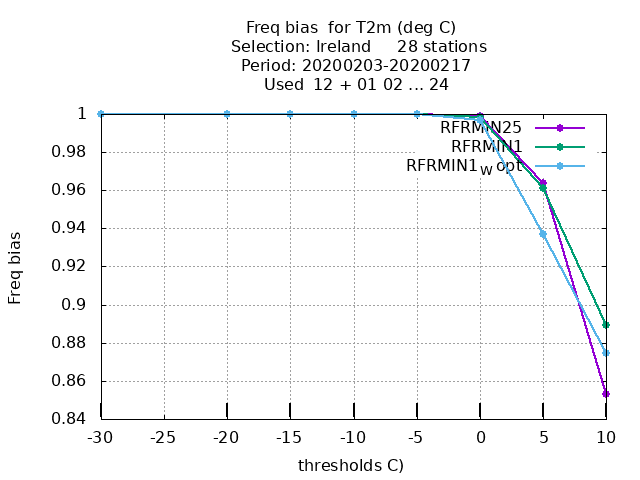 Freq bias  for T2m (deg C)
Selection: Ireland     28 stations
Period: 20200203-20200217
Used  12 + 01 02 ... 24
RFRMIN25
RFRMIN1
RFRMIN1w opt
1
0.98
0.96
0.94
0.92
0.9
0.88
0.86
0.84
Freq bias
-30 -25 -20 -15 -10 -5 0 5 10
thresholds C)